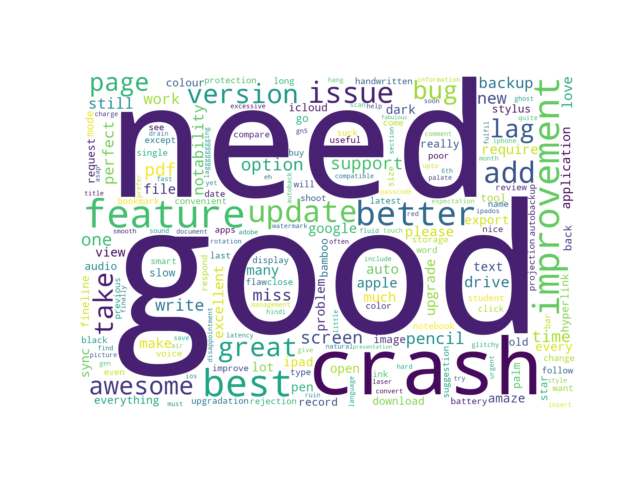 page colour protection long hang handwritten information
need
version issue bug backup love
still work icloud dark new soon ghost
charge excessive scan help fabulous stylus quite
drain see gn5 go come section fulfil iphone
request mode perfect notability compare suck useful really comment lag month
except buy poor require application
asap single option support upto 6th palate
pdf eh will size add compatible expectation
title fast yet autoback review improvement
file date shoot tool
bookmark convenient latest name ipados autobackup
feature update better export
smooth sound document apps watermark red nice projection
one adobe google please back
rotation often fluid touch storage
view last word
audio smart display bamboo include text
slow many auto hyperlink
take respond flaw close apple drive
good
miss problem upgrade
fineline write management much student bar
previous finally excellent hindi color click
disappointment latency little notebook time
black make save great screen image pencil glitchy old every
sync find air voice natural presentation
picture give change
gen improve lot ipad open ink hard suggestion urgent palm
even ios type convert laser try follow
awesome best pen crash star style
want
everything must upgradation rejection ruin record language download battery amaze insert